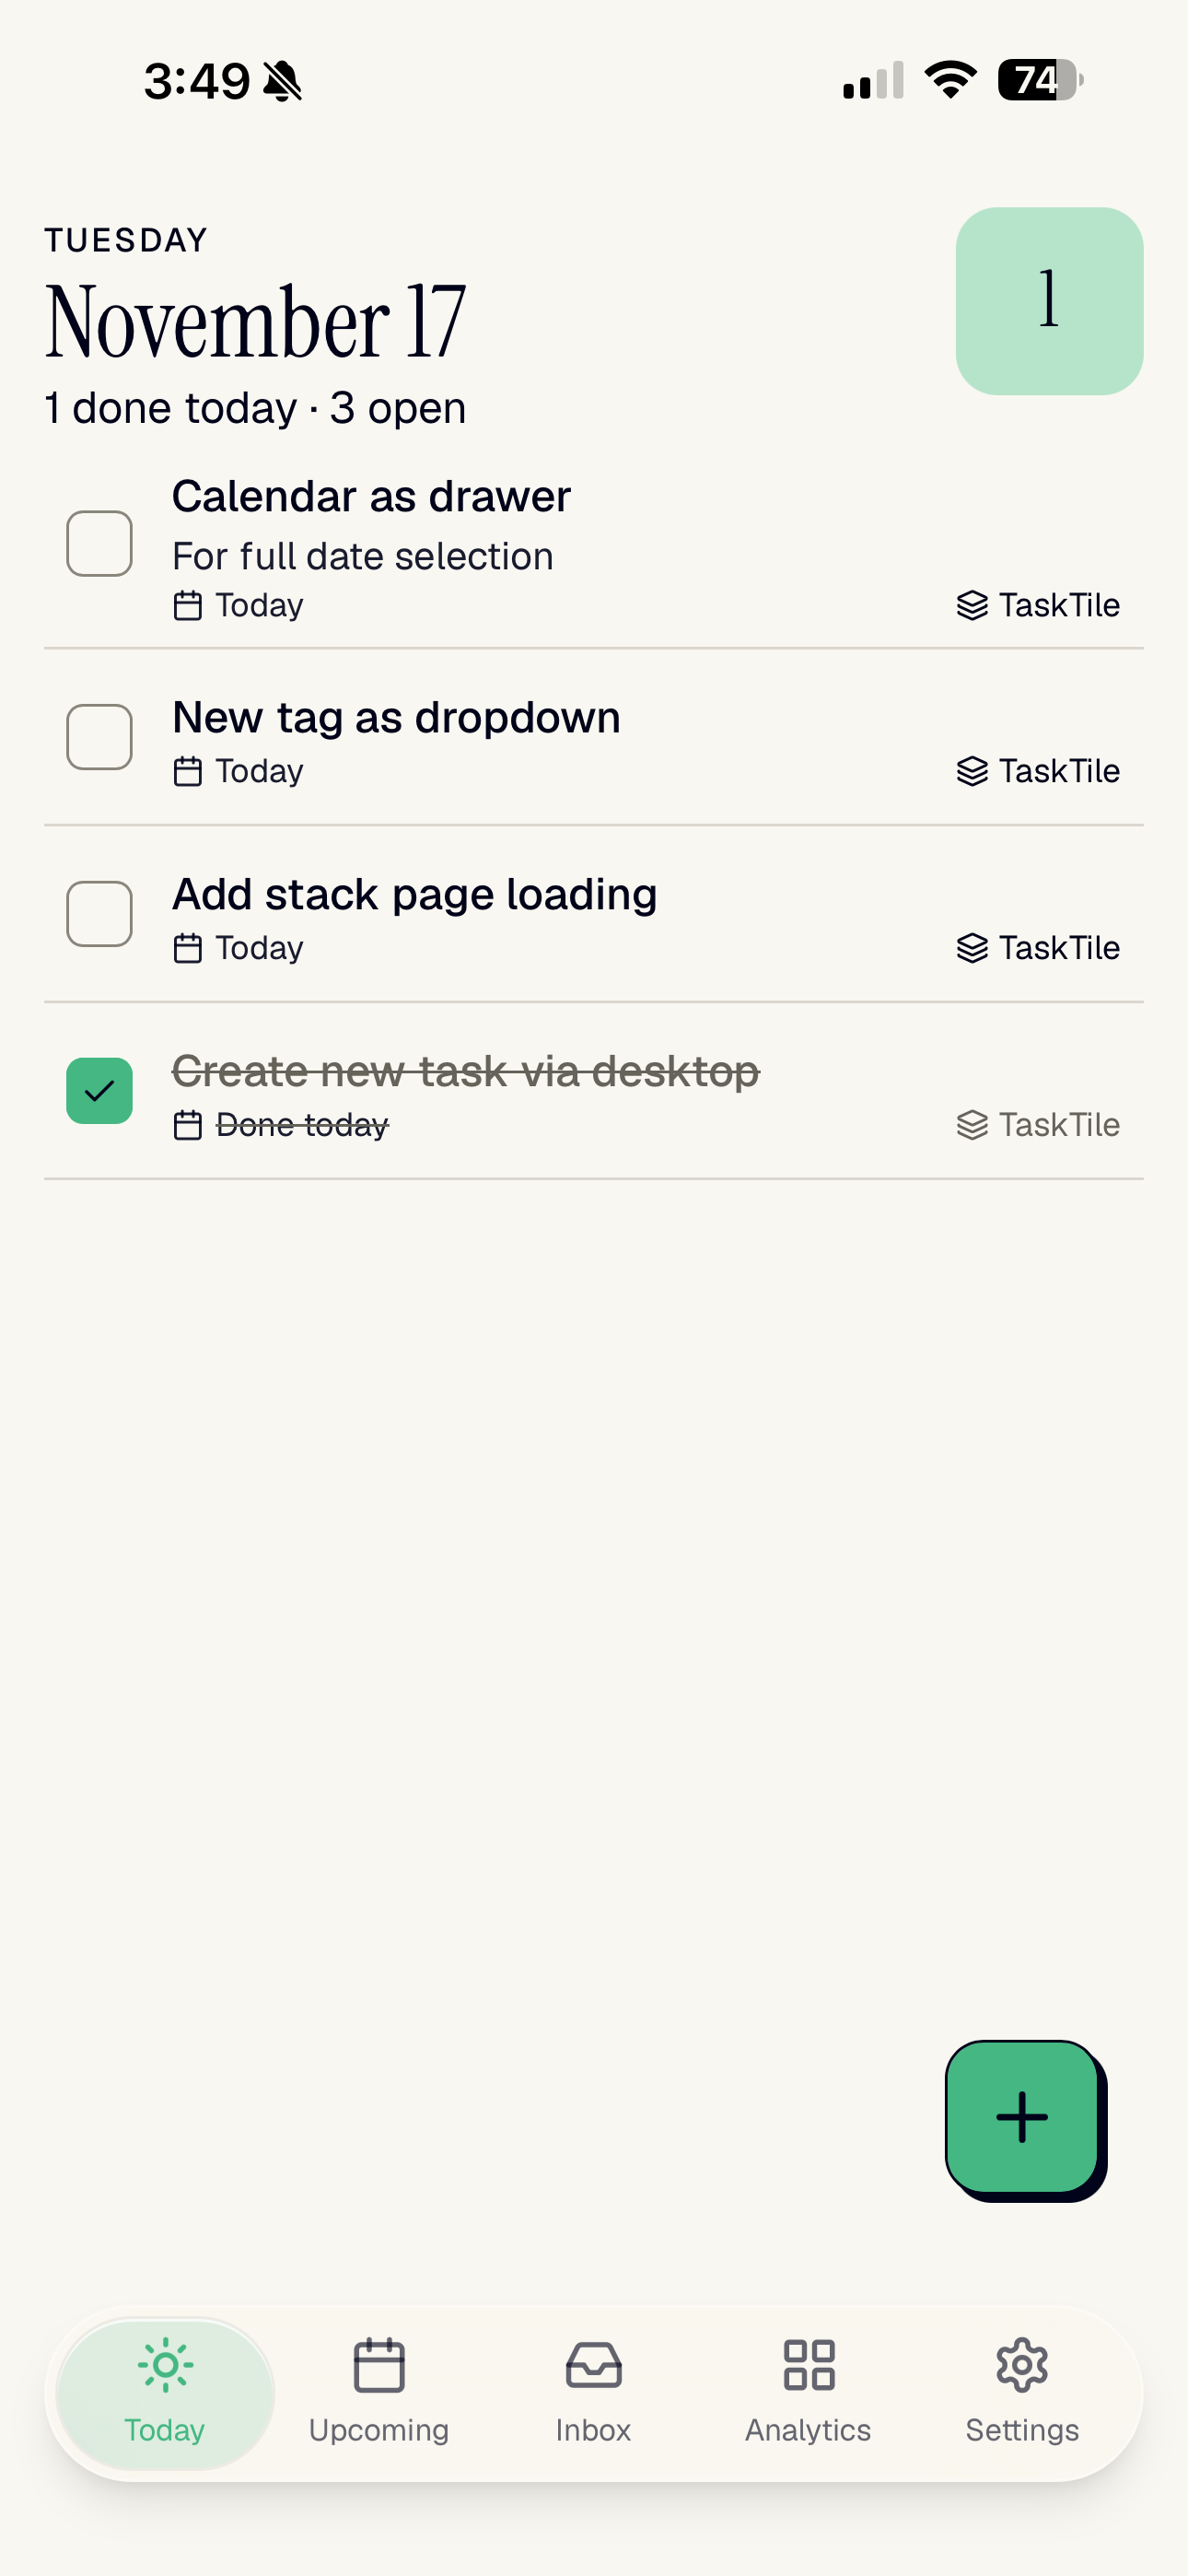 3:49
74
TUESDAY
November 17
1
1 done today · 3 open
Calendar as drawer
For full date selection
Today
TaskTile
New tag as dropdown
Today
TaskTile
Add stack page loading
Today
TaskTile
Create new task via desktop
Done today
TaskTile
Today
Upcoming
Inbox
Analytics
Settings